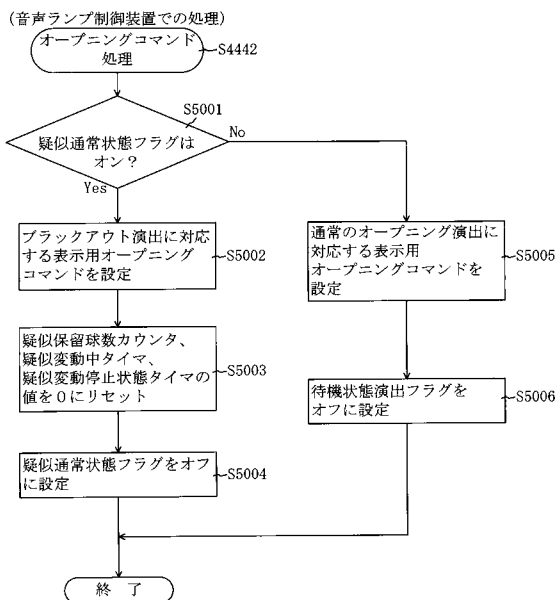 (音声ランプ制御装置での処理)
オープニングコマンド
処理
S4442
S5001
疑似通常状態フラグは
オン?
No
Yes
ブラックアウト演出に対応
する表示用オープニング
コマンドを設定
S5002
疑似保留球数カウンタ、
疑似変動中タイマ、
疑似変動停止状態タイマの
値を0にリセット
S5003
疑似通常状態フラグをオフ
に設定
S5004
通常のオープニング演出に
対応する表示用
オープニングコマンドを
設定
S5005
待機状態演出フラグを
オフに設定
S5006
終 了